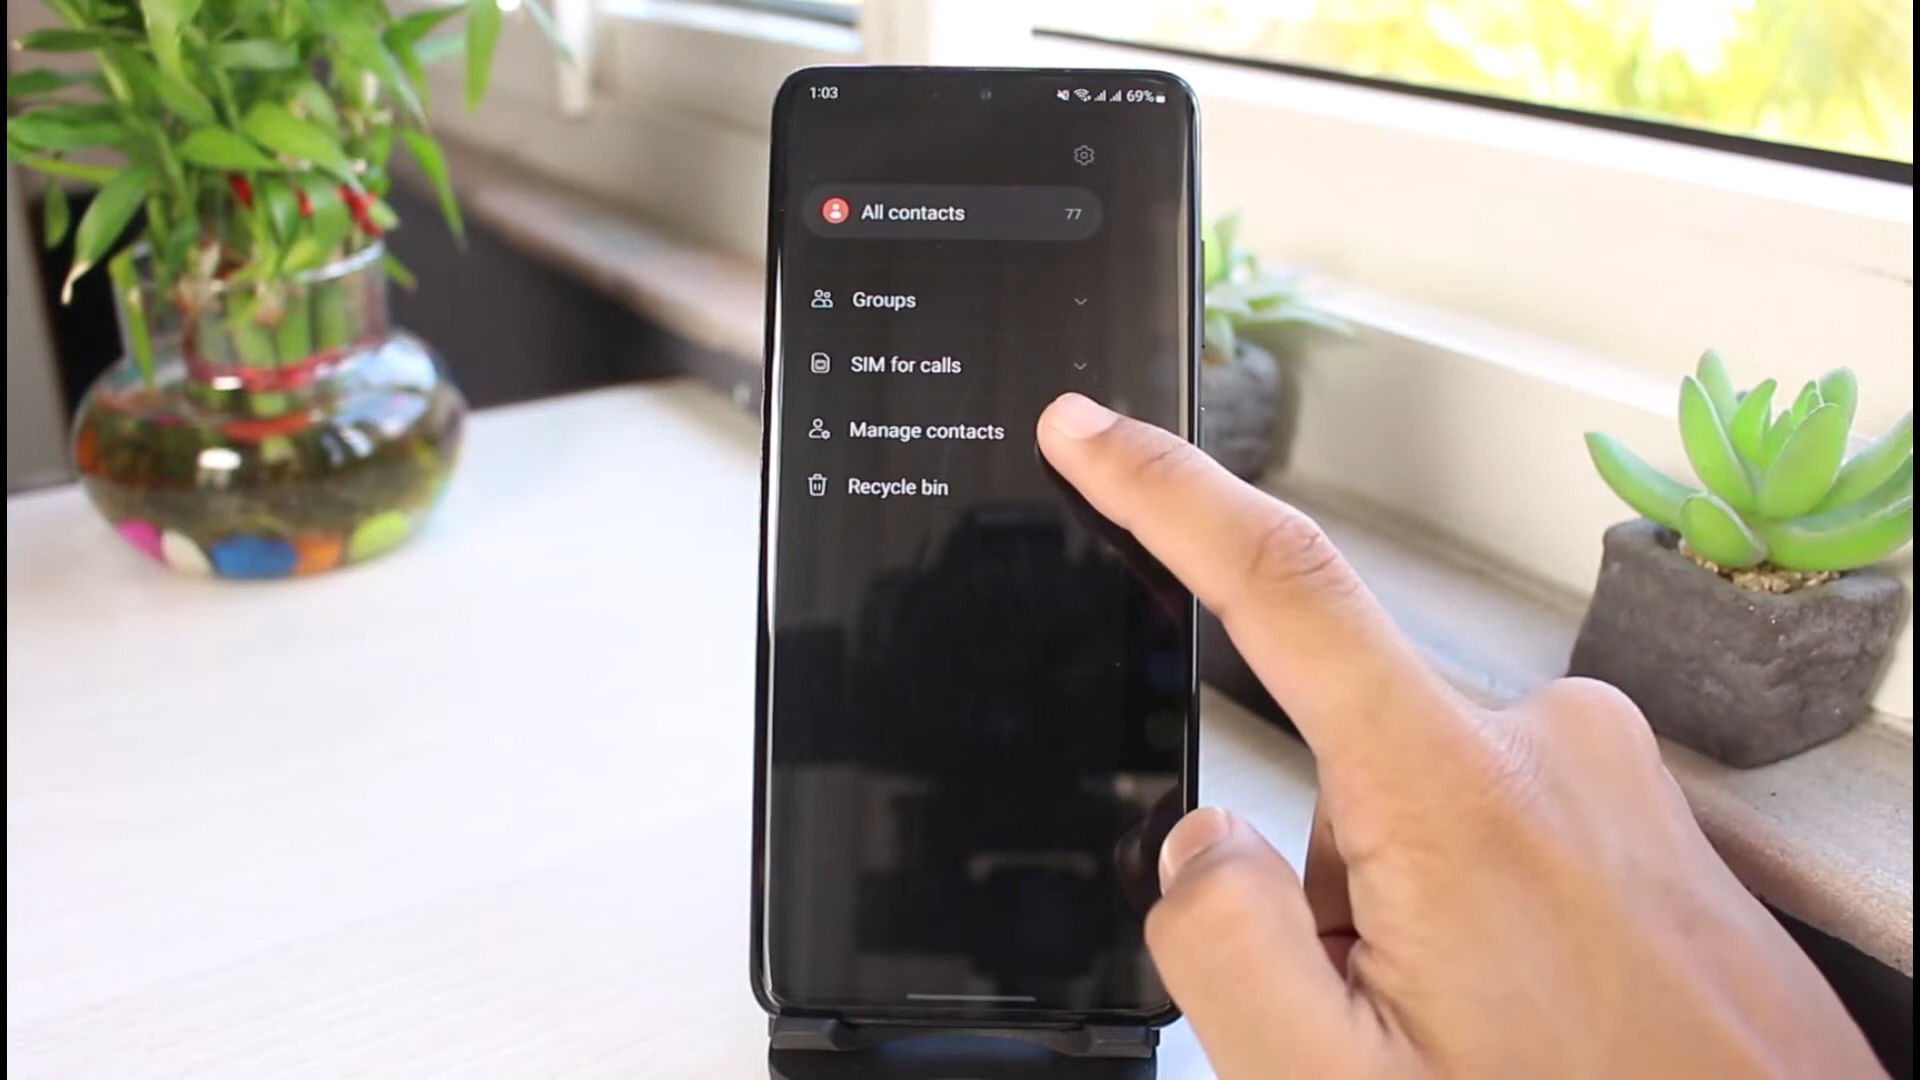 1:03 69%
All contacts 77
Groups
SIM for calls
Manage contacts
Recycle bin